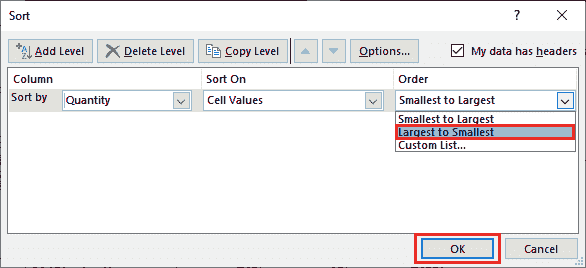 Sort
Add Level Delete Level Copy Level Options... My data has headers
Column Sort On Order
Sort by Quantity Cell Values Smallest to Largest
Smallest to Largest
Largest to Smallest
Custom List...
OK Cancel